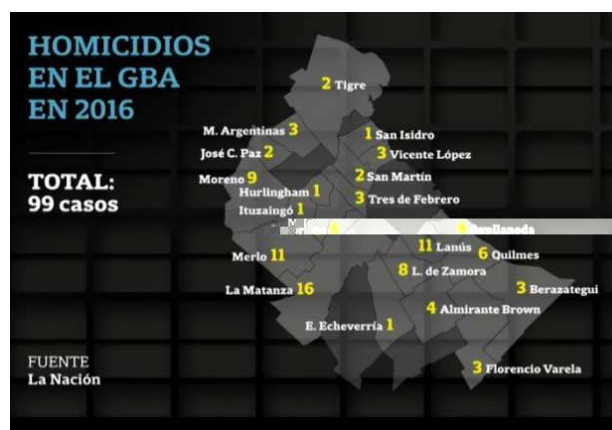 HOMICIDIOS
EN EL GBA
EN 2016
TOTAL:
99 casos
2 Tigre
M. Argentinas 3
1 San Isidro
José C. Paz 2
3 Vicente López
Moreno 9
2 San Martín
Hurlingham 1
3 Tres de Febrero
Ituzaingó 1
11 Lanús
6 Quilmes
Merlo 11
8 L. de Zamora
La Matanza 16
3 Berazategui
4 Almirante Brown
E. Echeverría 1
3 Florencio Varela
FUENTE
La Nación